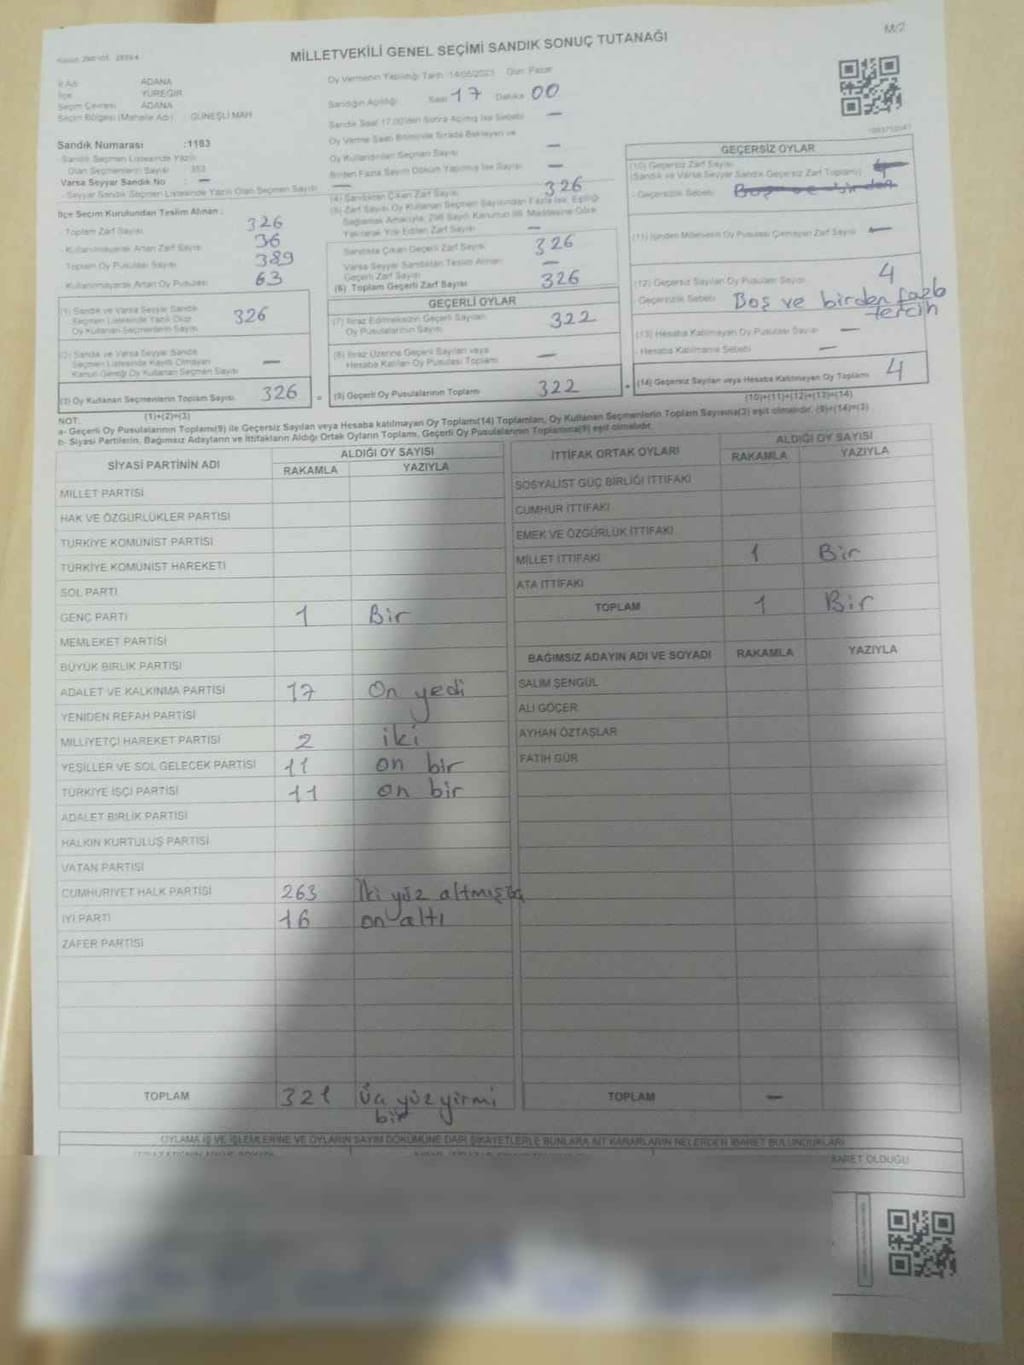 MİLLETVEKİLİ GENEL SEÇİMİ SANDIK SONUÇ TUTANAĞI
M/2
İl Adı : ADANA
İlçe : YÜREĞİR
Seçim Çevresi : ADANA
Seçim Bölgesi (Mahalle Adı) : GÜNEŞLİ MAH
Oy Vermenin Yapıldığı Tarih :14/05/2023 Gün: Pazar
Sandığın Açıldığı Saat 17 Dakika 00
Sandık Saat 17.00'den Sonra Açılmış İse Sebebi —
Oy Verme Saati Bitiminde Sırada Bekleyen ve
Oy Kullandırılan Seçmen Sayısı —
Birden Fazla Sayım Döküm Yapılmış İse Sayısı —
Sandık Numarası :1183
Sandık Seçmen Listesinde Yazılı
Olan Seçmenlerin Sayısı : 353
Varsa Seyyar Sandık No : —
Seyyar Sandık Seçmen Listesinde Yazılı Olan Seçmen Sayısı —
İlçe Seçim Kurulundan Teslim Alınan :
Toplam Zarf Sayısı 326
Kullanılmayarak Artan Zarf Sayısı 36
Toplam Oy Pusulası Sayısı 389
Kullanılmayarak Artan Oy Pusulası 63
(1) Sandık ve Varsa Seyyar Sandık
Seçmen Listesinde Yazılı Olup
Oy Kullanan Seçmenlerin Sayısı 326
(2) Sandık ve Varsa Seyyar Sandık
Seçmen Listesinde Kayıtlı Olmayan
Kanun Gereği Oy Kullanan Seçmen Sayısı —
(3) Oy Kullanan Seçmenlerin Toplam Sayısı 326
(1)+(2)=(3)
(4) Sandıktan Çıkan Zarf Sayısı 326
(5) Zarf Sayısı Oy Kullanan Seçmen Sayısından Fazla İse, Eşitliği
Sağlamak Amacıyla, 298 Sayılı Kanunun 98. Maddesine Göre
Yakılarak Yok Edilen Zarf Sayısı —
Sandıkta Çıkan Geçerli Zarf Sayısı 326
Varsa Seyyar Sandıktan Teslim Alınan
Geçerli Zarf Sayısı —
(6) Toplam Geçerli Zarf Sayısı 326
GEÇERLİ OYLAR
(7) İtiraz Edilmeksizin Geçerli Sayılan
Oy Pusulalarının Sayısı 322
(8) İtiraz Üzerine Geçerli Sayılan veya
Hesaba Katılan Oy Pusulası Toplamı —
(9) Geçerli Oy Pusulalarının Toplamı 322
GEÇERSİZ OYLAR
(10) Geçersiz Zarf Sayısı
(Sandık ve Varsa Seyyar Sandık Geçersiz Zarf Toplamı) 4
Geçersizlik Sebebi: Boş ve birden
(11) İçinden Milletvekili Oy Pusulası Çıkmayan Zarf Sayısı —
(12) Geçersiz Sayılan Oy Pusulası Sayısı 4
Geçersizlik Sebebi: Boş ve birden fazla
tercih
(13) Hesaba Katılmayan Oy Pusulası Sayısı —
Hesaba Katılmama Sebebi —
(14) Geçersiz Sayılan veya Hesaba Katılmayan Oy Toplamı 4
(10)+(11)+(12)+(13)=(14)
NOT:
a- Geçerli Oy Pusulalarının Toplamı(9) ile Geçersiz Sayılan veya Hesaba katılmayan Oy Toplamı(14) Toplamları, Oy Kullanan Seçmenlerin Toplam Sayısına(3) eşit olmalıdır. (9)+(14)=(3)
b- Siyasi Partilerin, Bağımsız Adayların ve İttifakların Aldığı Ortak Oyların Toplamı, Geçerli Oy Pusulalarının Toplamına(9) eşit olmalıdır.
SİYASİ PARTİNİN ADI
ALDIĞI OY SAYISI
RAKAMLA YAZIYLA
MİLLET PARTİSİ
HAK VE ÖZGÜRLÜKLER PARTİSİ
TÜRKİYE KOMÜNİST PARTİSİ
TÜRKİYE KOMÜNİST HAREKETİ
SOL PARTİ
GENÇ PARTİ 1 Bir
MEMLEKET PARTİSİ
BÜYÜK BİRLİK PARTİSİ
ADALET VE KALKINMA PARTİSİ 17 On yedi
YENİDEN REFAH PARTİSİ
MİLLİYETÇİ HAREKET PARTİSİ 2 iki
YEŞİLLER VE SOL GELECEK PARTİSİ 11 on bir
TÜRKİYE İŞÇİ PARTİSİ 11 on bir
ADALET BİRLİK PARTİSİ
HALKIN KURTULUŞ PARTİSİ
VATAN PARTİSİ
CUMHURİYET HALK PARTİSİ 263 İki yüz
İYİ PARTİ 16 on altı
ZAFER PARTİSİ
TOPLAM 321 Üç yüz yirmi
bir
İTTİFAK ORTAK OYLARI
ALDIĞI OY SAYISI
RAKAMLA YAZIYLA
SOSYALİST GÜÇ BİRLİĞİ İTTİFAKI
CUMHUR İTTİFAKI
EMEK VE ÖZGÜRLÜK İTTİFAKI
MİLLET İTTİFAKI 1 Bir
ATA İTTİFAKI
TOPLAM 1 Bir
BAĞIMSIZ ADAYIN ADI VE SOYADI RAKAMLA YAZIYLA
SALİM ŞENGÜL
ALİ GÖÇER
AYHAN ÖZTAŞLAR
FATİH GÜR
TOPLAM —
OYLAMA İŞ VE İŞLEMLERİNE VE OYLARIN SAYIM DÖKÜMÜNE DAİR ŞİKAYETLERLE BUNLARA AİT KARARLARIN NELERDEN İBARET BULUNDUKLARI